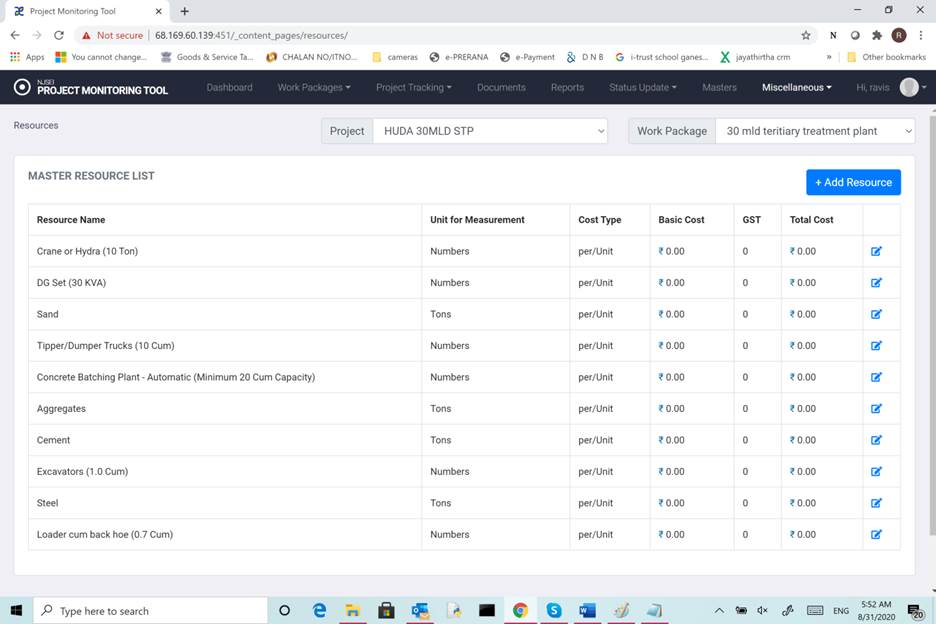 Project Monitoring Tool
Not secure 68.169.60.139:451/_content_pages/resources/ N R
Apps You cannot change... Goods & Service Ta... CHALAN NO/ITNO... cameras e-PRERANA e-Payment D N B i-trust school ganes... jayathirtha crm » Other bookmarks
NJSEI
PROJECT MONITORING TOOL Dashboard Work Packages Project Tracking Documents Reports Status Update Masters Miscellaneous Hi, ravis
Resources Project HUDA 30MLD STP Work Package 30 mld teritiary treatment plant
MASTER RESOURCE LIST
+ Add Resource
Resource Name Unit for Measurement Cost Type Basic Cost GST Total Cost
Crane or Hydra (10 Ton) Numbers per/Unit ₹ 0.00 0 ₹ 0.00
DG Set (30 KVA) Numbers per/Unit ₹ 0.00 0 ₹ 0.00
Sand Tons per/Unit ₹ 0.00 0 ₹ 0.00
Tipper/Dumper Trucks (10 Cum) Numbers per/Unit ₹ 0.00 0 ₹ 0.00
Concrete Batching Plant - Automatic (Minimum 20 Cum Capacity) Numbers per/Unit ₹ 0.00 0 ₹ 0.00
Aggregates Tons per/Unit ₹ 0.00 0 ₹ 0.00
Cement Tons per/Unit ₹ 0.00 0 ₹ 0.00
Excavators (1.0 Cum) Numbers per/Unit ₹ 0.00 0 ₹ 0.00
Steel Tons per/Unit ₹ 0.00 0 ₹ 0.00
Loader cum back hoe (0.7 Cum) Numbers per/Unit ₹ 0.00 0 ₹ 0.00
Type here to search ENG 5:52 AM
8/31/2020 20